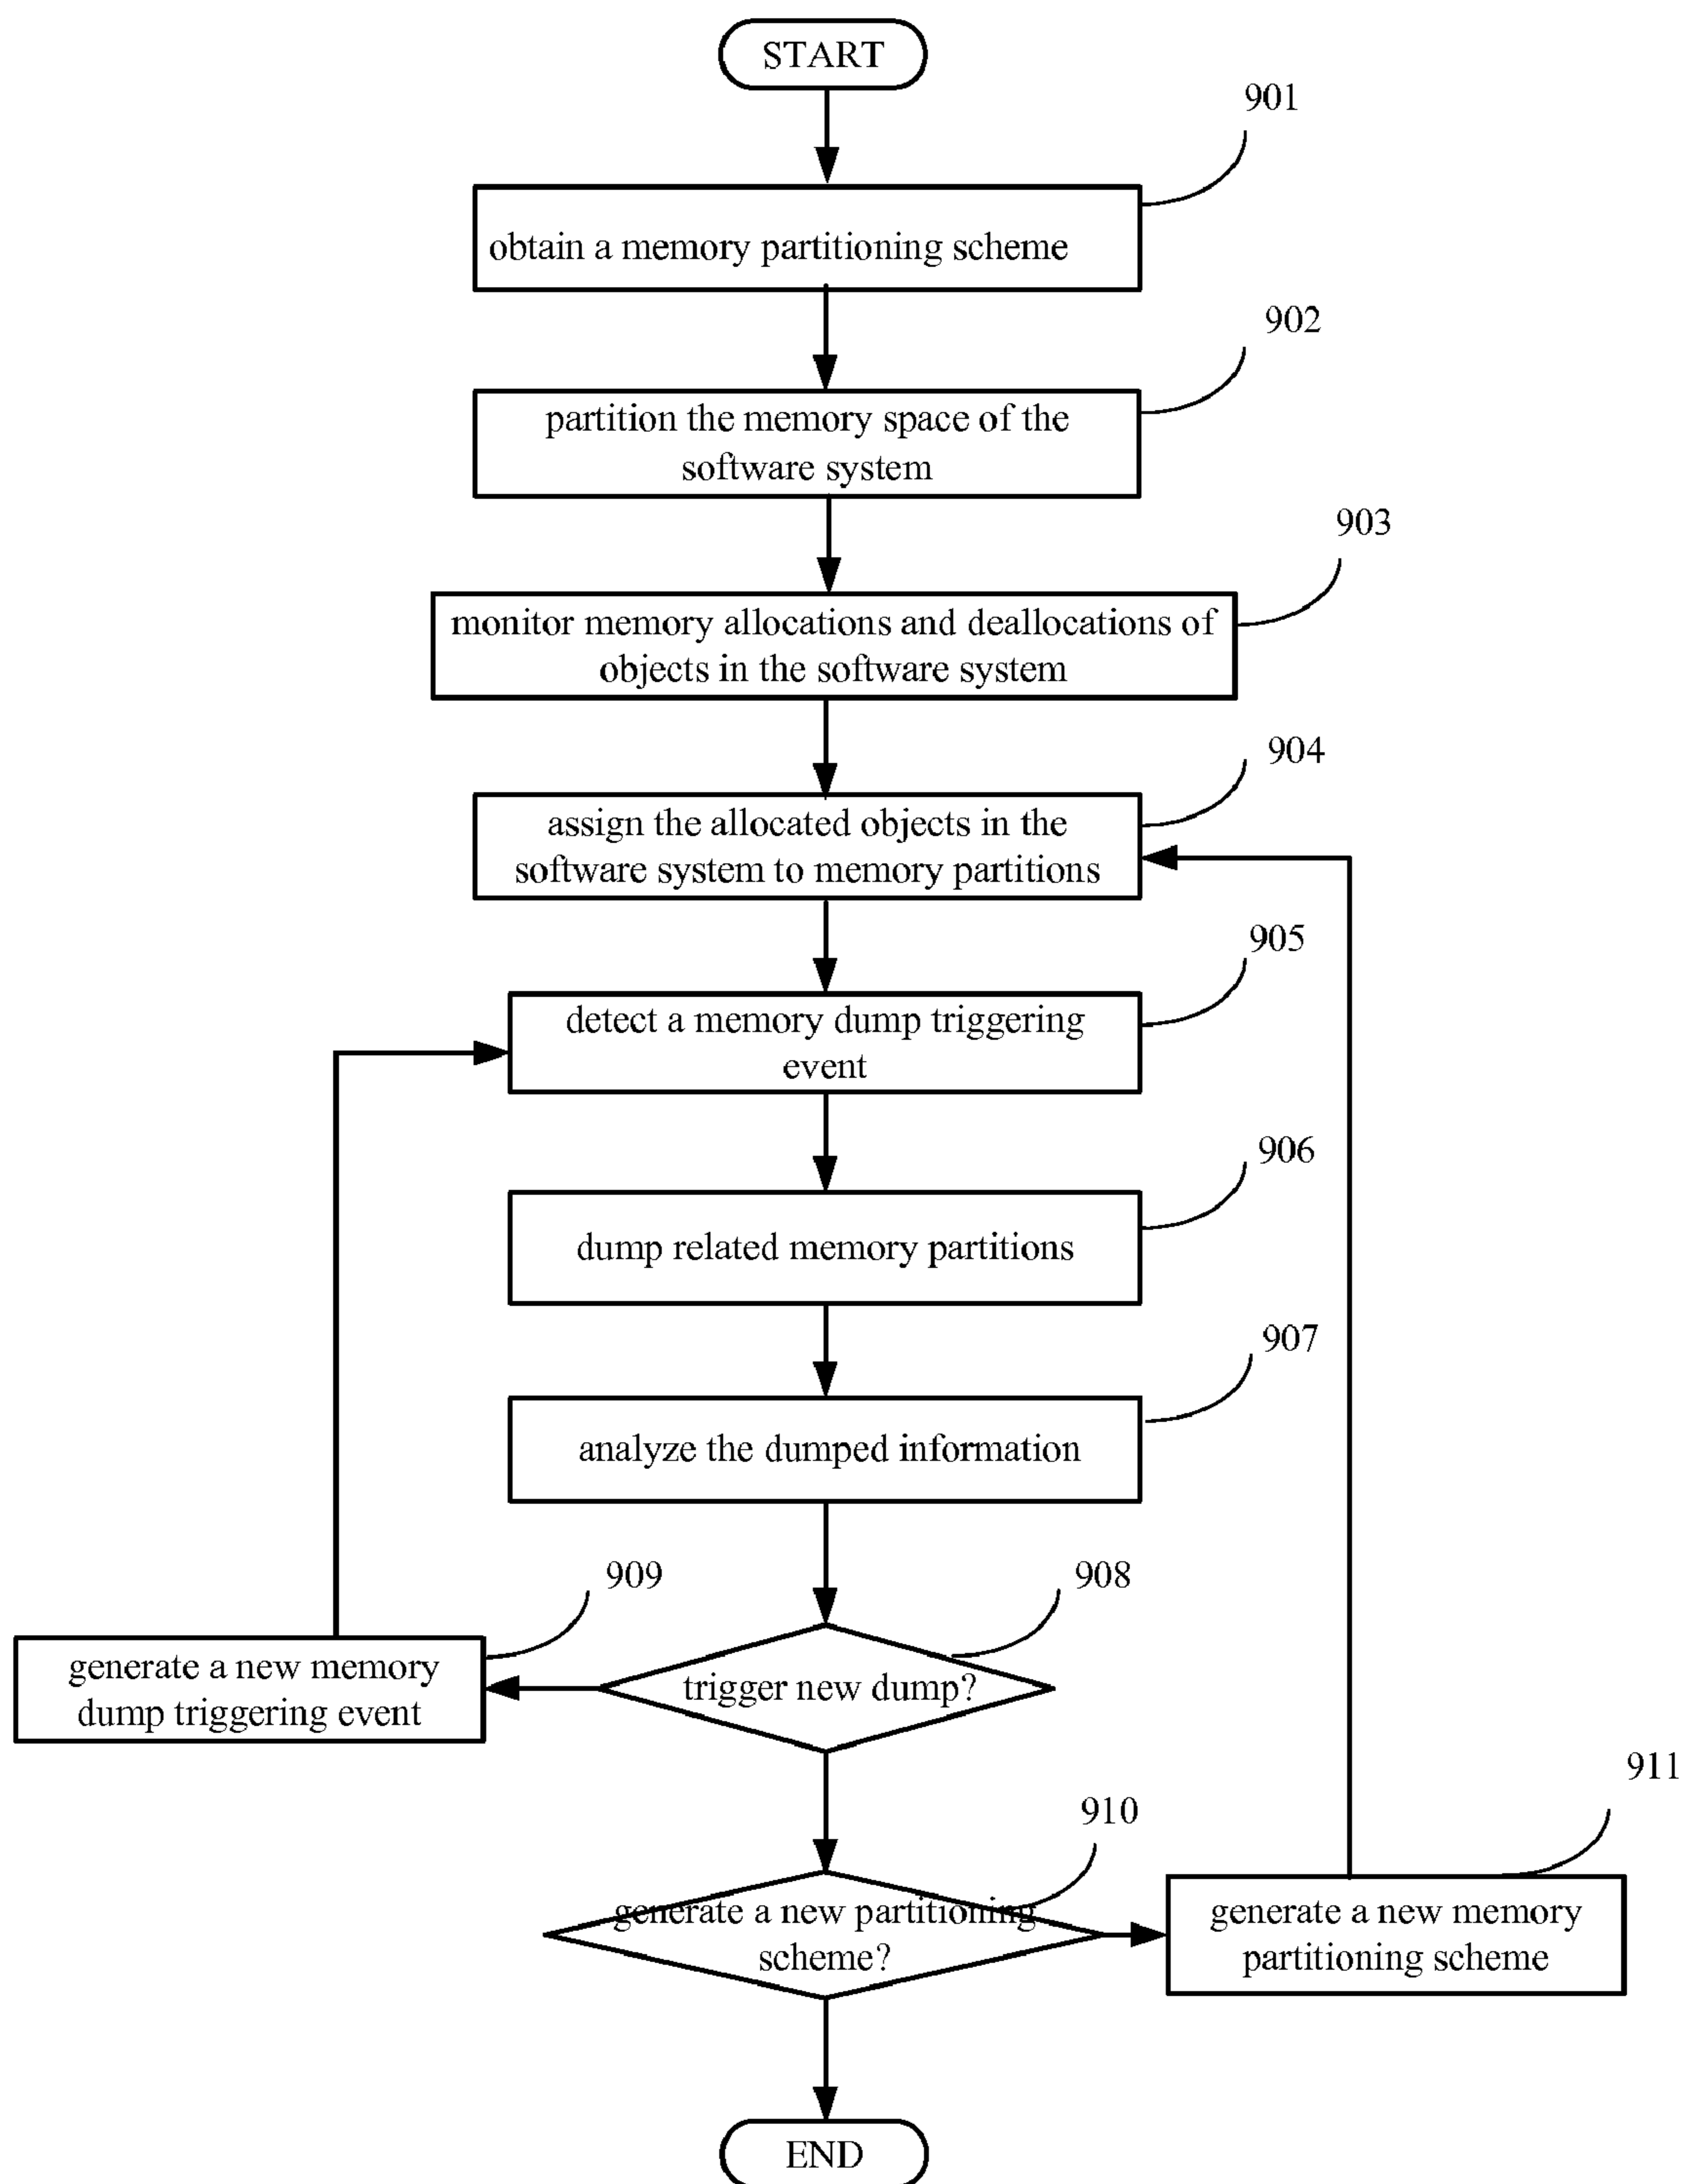 START
901
obtain a memory partitioning scheme
902
partition the memory space of the
software system
903
monitor memory allocations and deallocations of
objects in the software system
904
assign the allocated objects in the
software system to memory partitions
905
detect a memory dump triggering
event
906
dump related memory partitions
907
analyze the dumped information
909
908
generate a new memory
dump triggering event
trigger new dump?
911
910
generate a new partitioning
scheme?
generate a new memory
partitioning scheme
END